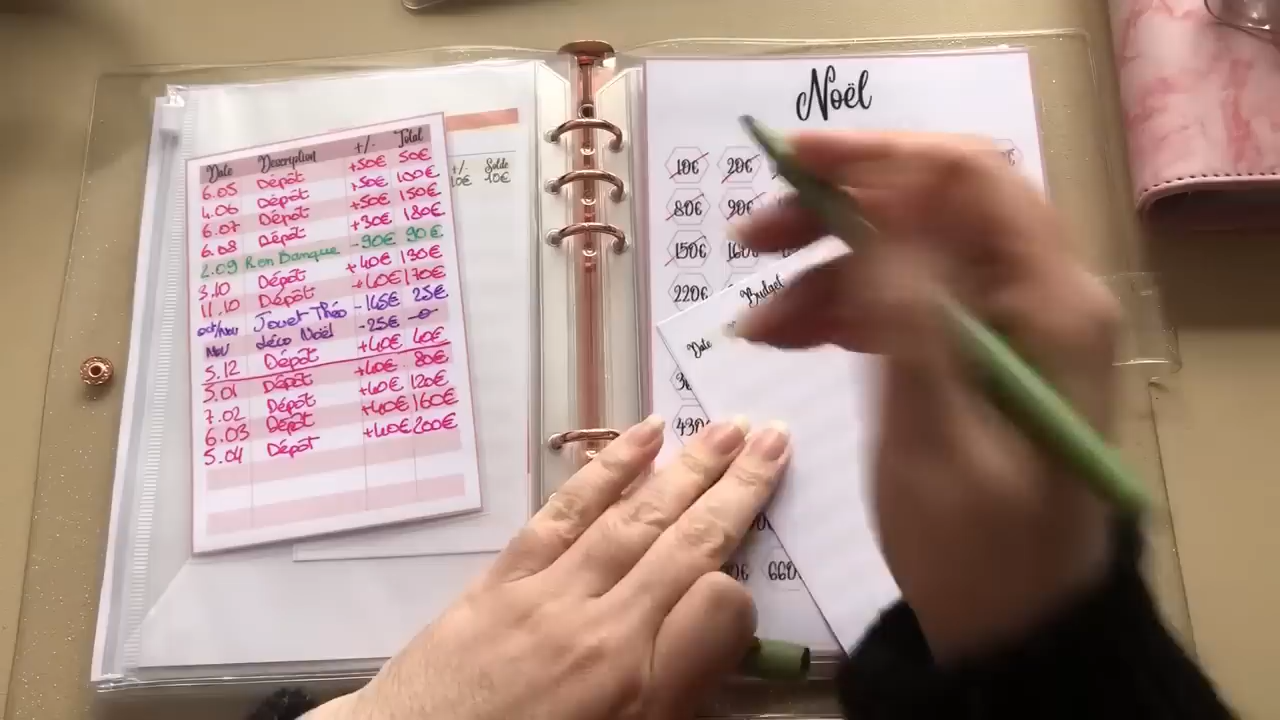 Date Description +/- Total
6.05 Dépôt +50€ 50€
4.06 Dépôt +50€ 100€
6.07 Dépôt +50€ 150€
6.08 Dépôt +30€ 180€
2.09 Ren Banque -90€ 90€
3.10 Dépôt +40€ 130€
11.10 Dépôt +40€ 170€
oct/Nov Jouet Théo -145€ 25€
Nov déco Noël -25€ -0-
5.12 Dépôt +40€ 40€
5.01 Dépôt +40€ 80€
7.02 Dépôt +40€ 120€
6.03 Dépôt +40€ 160€
5.04 Dépôt +40€ 200€
+/- Solde
10€ 10€
Noël
10€ 20€
80€ 90€
150€ 160€
220€
430€
660
Budget
Date